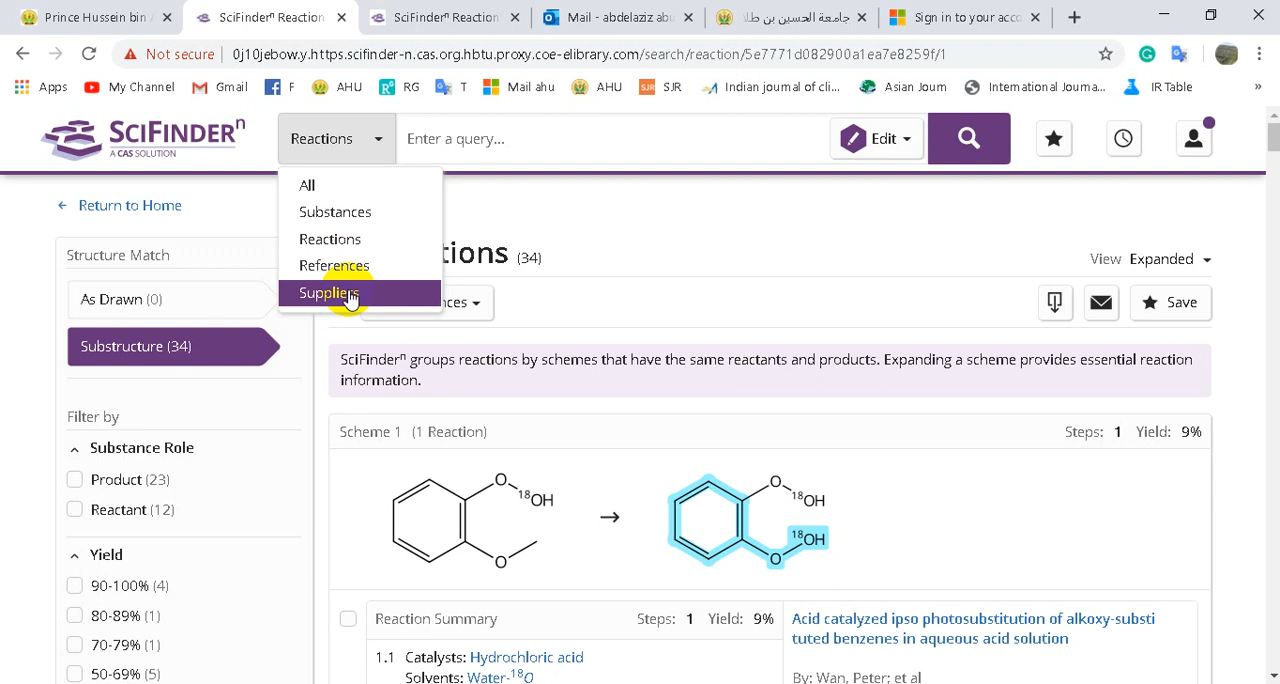 Prince Hussein bin A
SciFinderⁿ Reaction
SciFinderⁿ Reaction
Mail - abdelaziz abu
جامعة الحسين بن طلا
Sign in to your acco
Not secure
0j10jebow.y.https.scifinder-n.cas.org.hbtu.proxy.coe-elibrary.com/search/reaction/5e771d082900a1ea7e8259f/1
Apps
My Channel
Gmail
F
AHU
RG
T
Mail ahu
AHU
SJR
Indian journal of cli...
Asian Journ
International Journa...
IR Table
»
SCIFINDERⁿ
A CAS SOLUTION
Reactions
Enter a query...
Edit
All
Substances
Reactions
References
Suppliers
Return to Home
Structure Match
As Drawn (0)
Substructure (34)
Filter by
Substance Role
Product (23)
Reactant (12)
Yield
90-100% (4)
80-89% (1)
70-79% (1)
50-69% (5)
tions (34)
View Expanded
nces
Save
SciFinderⁿ groups reactions by schemes that have the same reactants and products. Expanding a scheme provides essential reaction
information.
Scheme 1 (1 Reaction)
Steps: 1 Yield: 9%
O
¹⁸OH
O
→
O
¹⁸OH
¹⁸OH
O
Reaction Summary
Steps: 1 Yield: 9%
1.1 Catalysts: Hydrochloric acid
Solvents: Water-¹⁸O
Acid catalyzed ipso photosubstitution of alkoxy-substi
tuted benzenes in aqueous acid solution
By: Wan, Peter; et al